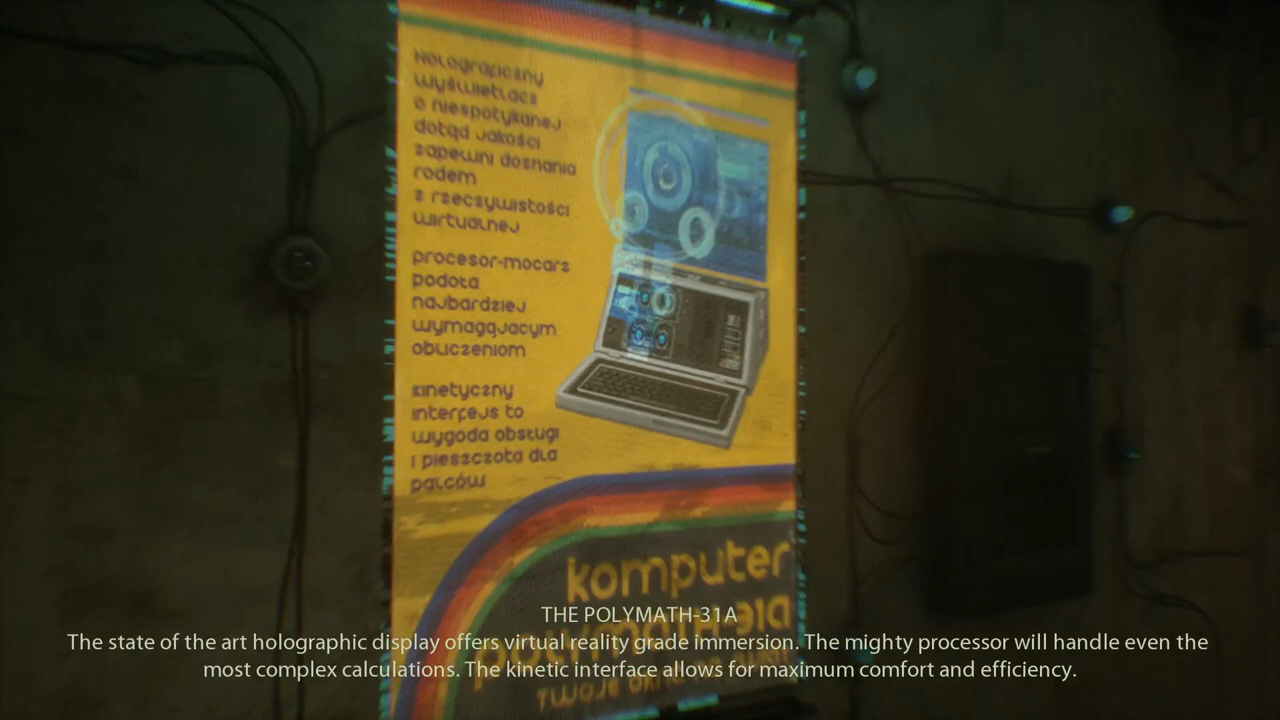 Holograficzny
wyświetlacz
o niespotykanej
dotąd jakości
zapewni doznania
rodem
z rzeczywistości
wirtualnej
procesor-mocarz
podoła
najbardziej
wymagającym
obliczeniom
kinetyczny
interfejs to
wygoda obsługi
i pieszczota dla
palców
komputer
THE POLYMATH-31A
The state of the art holographic display offers virtual reality grade immersion. The mighty processor will handle even the
most complex calculations. The kinetic interface allows for maximum comfort and efficiency.
Twoje